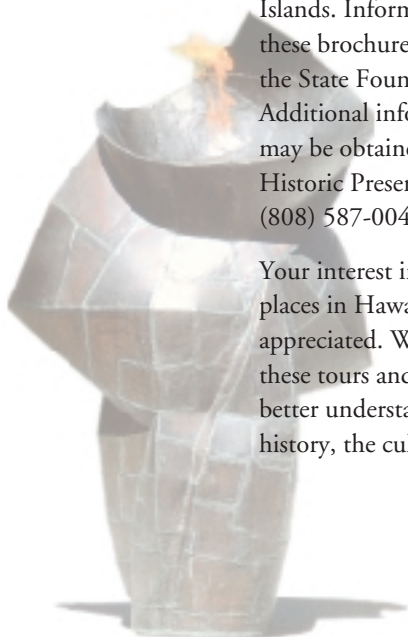 Islands. Inform
these brochure
the State Foun
Additional info
may be obtaine
Historic Preser
(808) 587-004
Your interest i
places in Hawa
appreciated. W
these tours and
better understa
history, the cul